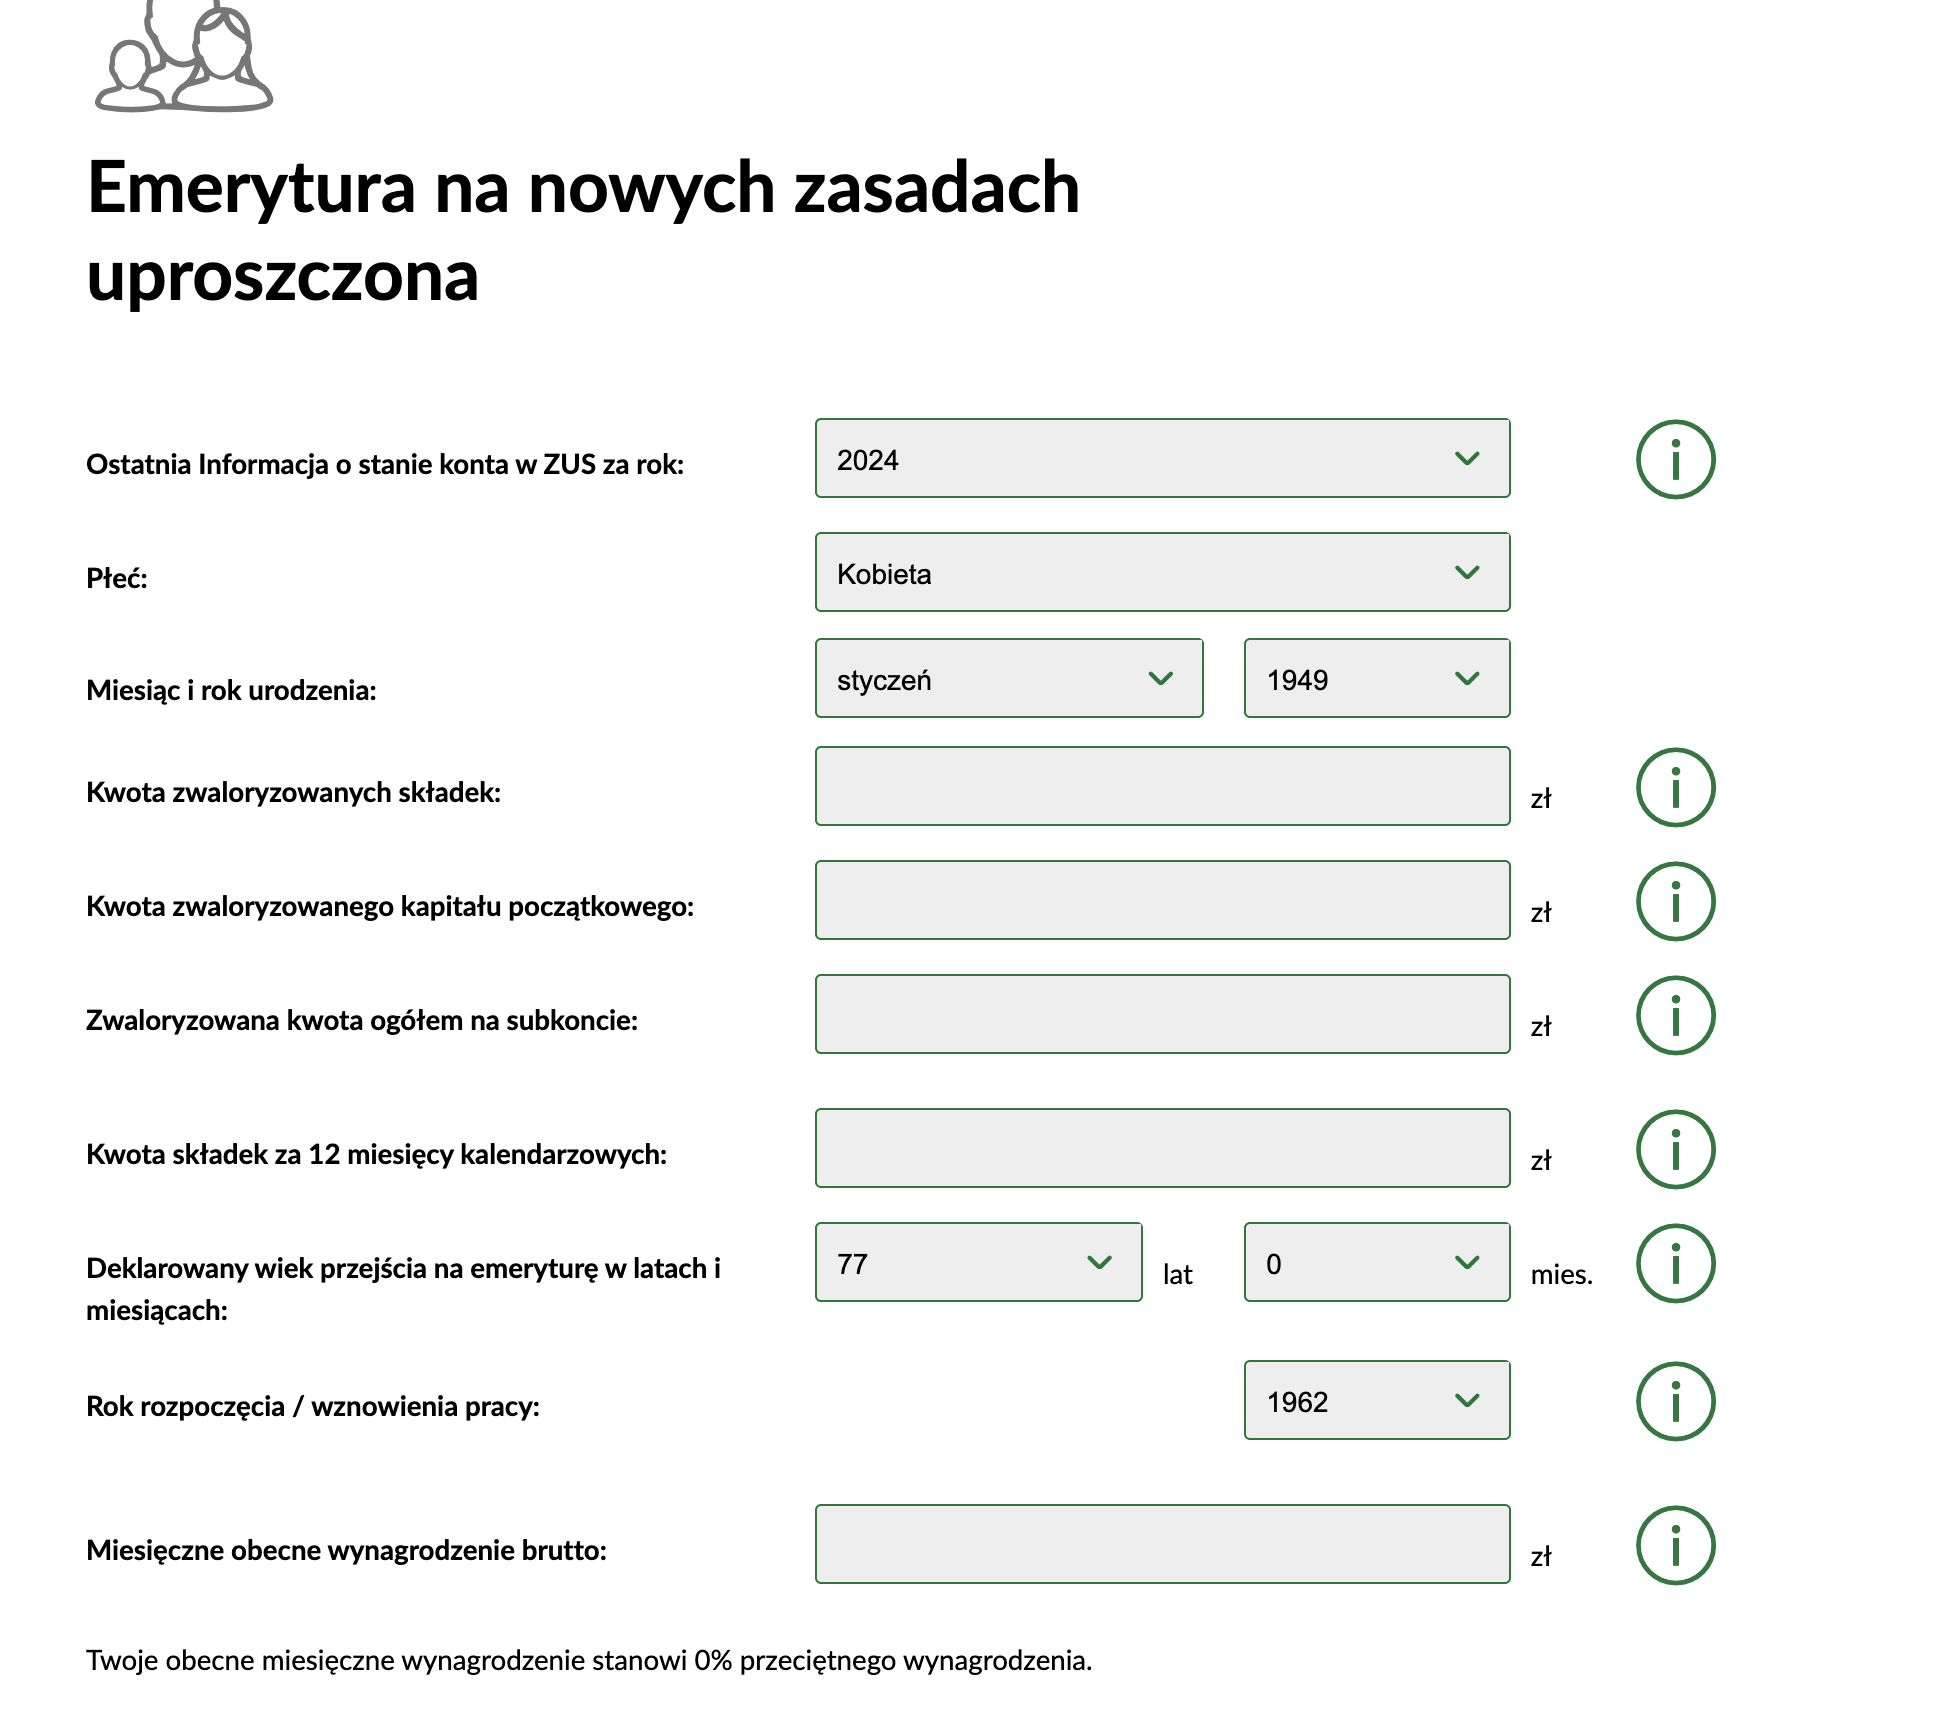 Emerytura na nowych zasadach
uproszczona
Ostatnia Informacja o stanie konta w ZUS za rok: 2024
Płeć: Kobieta
Miesiąc i rok urodzenia: styczeń 1949
Kwota zwaloryzowanych składek: zł
Kwota zwaloryzowanego kapitału początkowego: zł
Zwaloryzowana kwota ogółem na subkoncie: zł
Kwota składek za 12 miesięcy kalendarzowych: zł
Deklarowany wiek przejścia na emeryturę w latach i
miesiącach: 77 lat 0 mies.
Rok rozpoczęcia / wznowienia pracy: 1962
Miesięczne obecne wynagrodzenie brutto: zł
Twoje obecne miesięczne wynagrodzenie stanowi 0% przeciętnego wynagrodzenia.